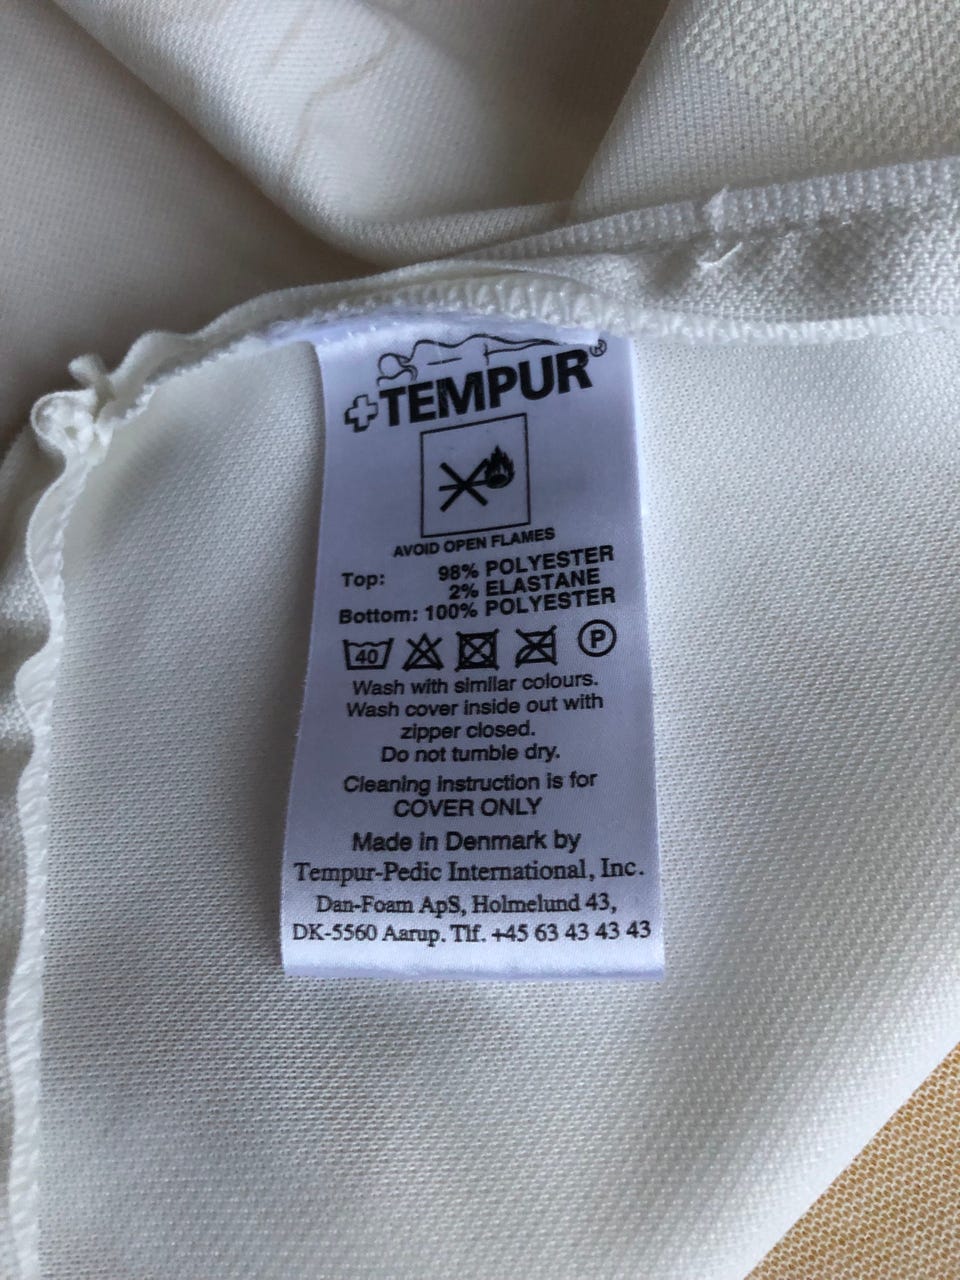 TEMPUR®
AVOID OPEN FLAMES
Top: 98% POLYESTER
2% ELASTANE
Bottom: 100% POLYESTER
40 P
Wash with similar colours.
Wash cover inside out with
zipper closed.
Do not tumble dry.
Cleaning instruction is for
COVER ONLY
Made in Denmark by
Tempur-Pedic International, Inc.
Dan-Foam ApS, Holmelund 43,
DK-5560 Aarup. Tlf. +45 63 43 43 43